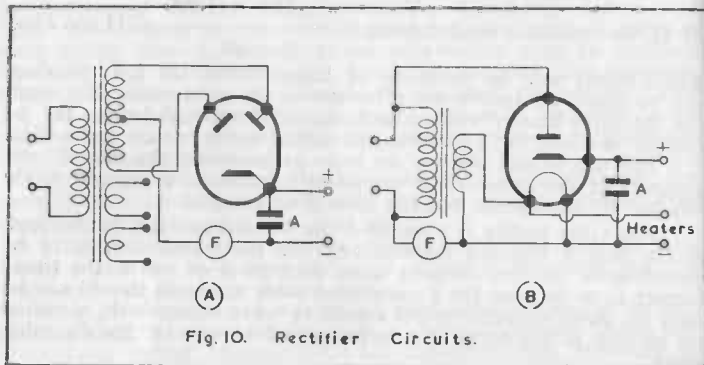 A
F
A
+
−
F
B
+
A
Heaters
−
Fig. 10. Rectifier Circuits.